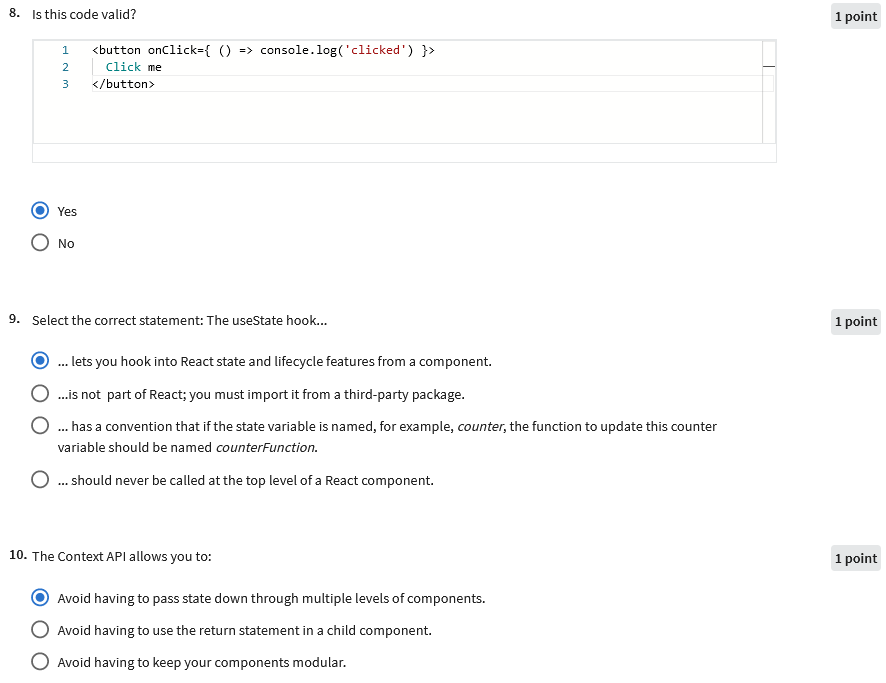 8. Is this code valid?
1 point
1 <button onClick={ () => console.log('clicked') }>
2 Click me
3 </button>
Yes
No
9. Select the correct statement: The useState hook...
1 point
... lets you hook into React state and lifecycle features from a component.
...is not  part of React; you must import it from a third-party package.
... has a convention that if the state variable is named, for example, counter, the function to update this counter
variable should be named counterFunction.
... should never be called at the top level of a React component.
10. The Context API allows you to:
1 point
Avoid having to pass state down through multiple levels of components.
Avoid having to use the return statement in a child component.
Avoid having to keep your components modular.